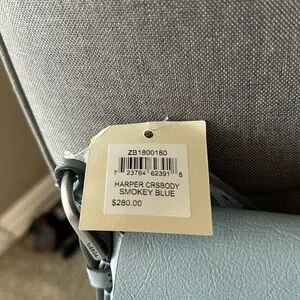 ZB1800180
7 23764 62391 8
HARPER CRSBODY
SMOKEY BLUE
$280.00